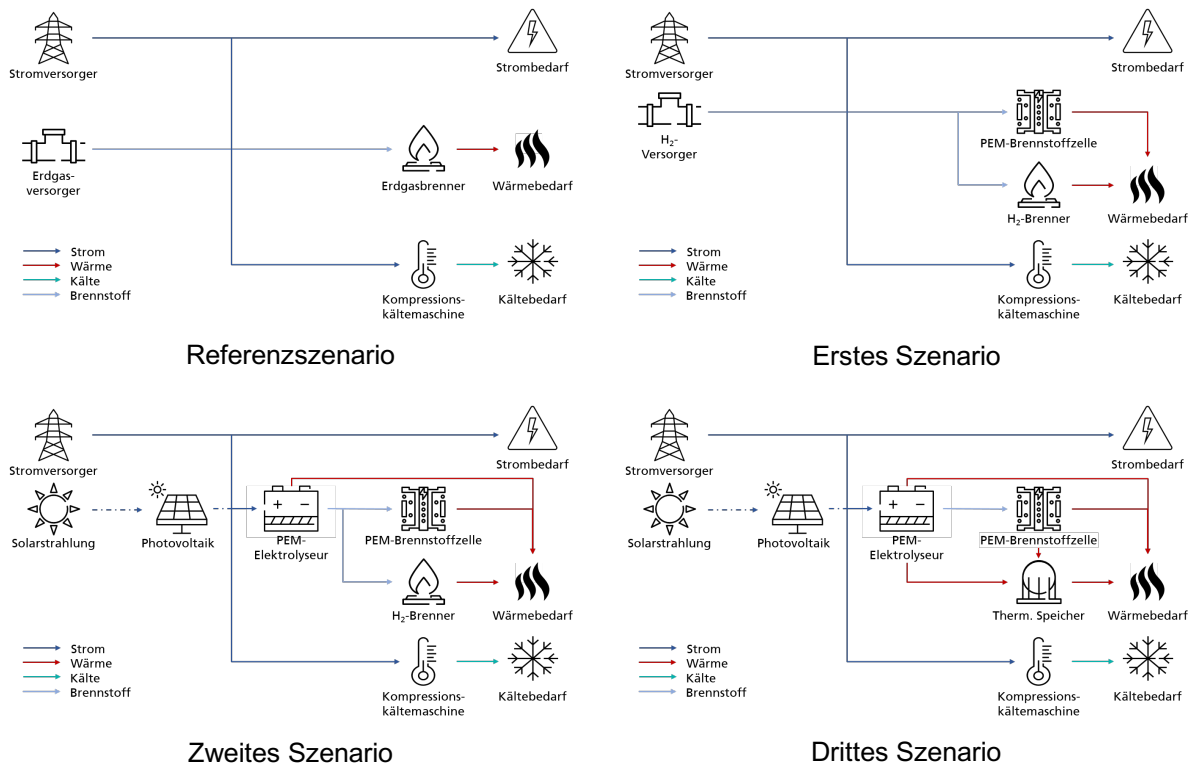 Stromversorger
Strombedarf
Erdgas-
versorger
Erdgasbrenner
Wärmebedarf
Strom
Wärme
Kälte
Brennstoff
Kompressions-
kältemaschine
Kältebedarf
Referenzszenario
Stromversorger
Strombedarf
H₂-
Versorger
PEM-Brennstoffzelle
H₂-Brenner
Wärmebedarf
Strom
Wärme
Kälte
Brennstoff
Kompressions-
kältemaschine
Kältebedarf
Erstes Szenario
Stromversorger
Strombedarf
Solarstrahlung
Photovoltaik
PEM-
Elektrolyseur
PEM-Brennstoffzelle
H₂-Brenner
Wärmebedarf
Strom
Wärme
Kälte
Brennstoff
Kompressions-
kältemaschine
Kältebedarf
Zweites Szenario
Stromversorger
Strombedarf
Solarstrahlung
Photovoltaik
PEM-
Elektrolyseur
PEM-Brennstoffzelle
Therm. Speicher
Wärmebedarf
Strom
Wärme
Kälte
Brennstoff
Kompressions-
kältemaschine
Kältebedarf
Drittes Szenario